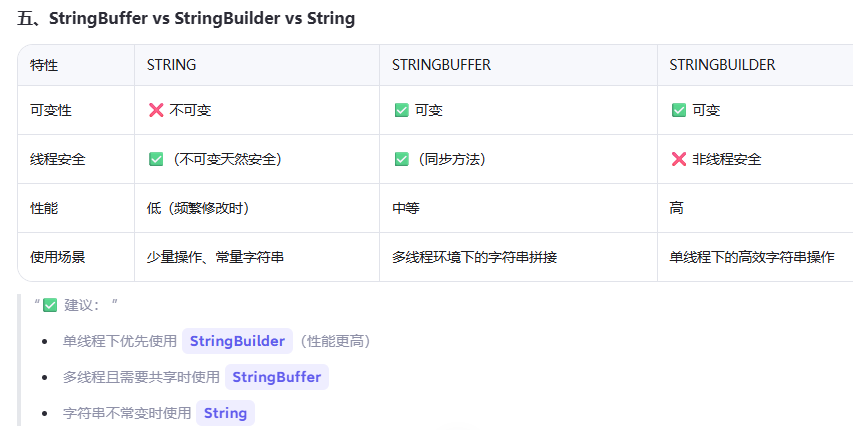 五、StringBuffer vs StringBuilder vs String
特性 STRING STRINGBUFFER STRINGBUILDER
可变性 ❌ 不可变 ✅ 可变 ✅ 可变
线程安全 ✅（不可变天然安全） ✅（同步方法） ❌ 非线程安全
性能 低（频繁修改时） 中等 高
使用场景 少量操作、常量字符串 多线程环境下的字符串拼接 单线程下的高效字符串操作
“✅ 建议： ”
• 单线程下优先使用 StringBuilder（性能更高）
• 多线程且需要共享时使用 StringBuffer
• 字符串不常变时使用 String